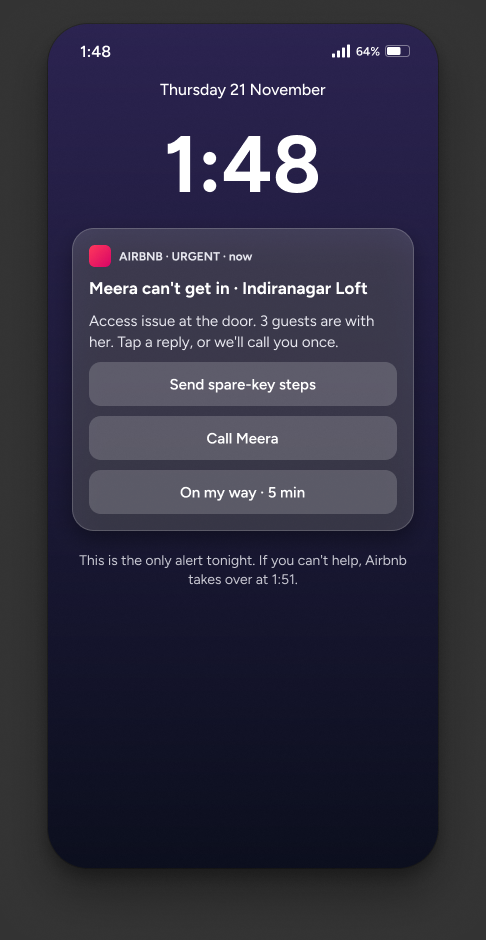 1:48
64%
Thursday 21 November
1:48
AIRBNB · URGENT · now
Meera can't get in · Indiranagar Loft
Access issue at the door. 3 guests are with
her. Tap a reply, or we'll call you once.
Send spare-key steps
Call Meera
On my way · 5 min
This is the only alert tonight. If you can't help, Airbnb
takes over at 1:51.